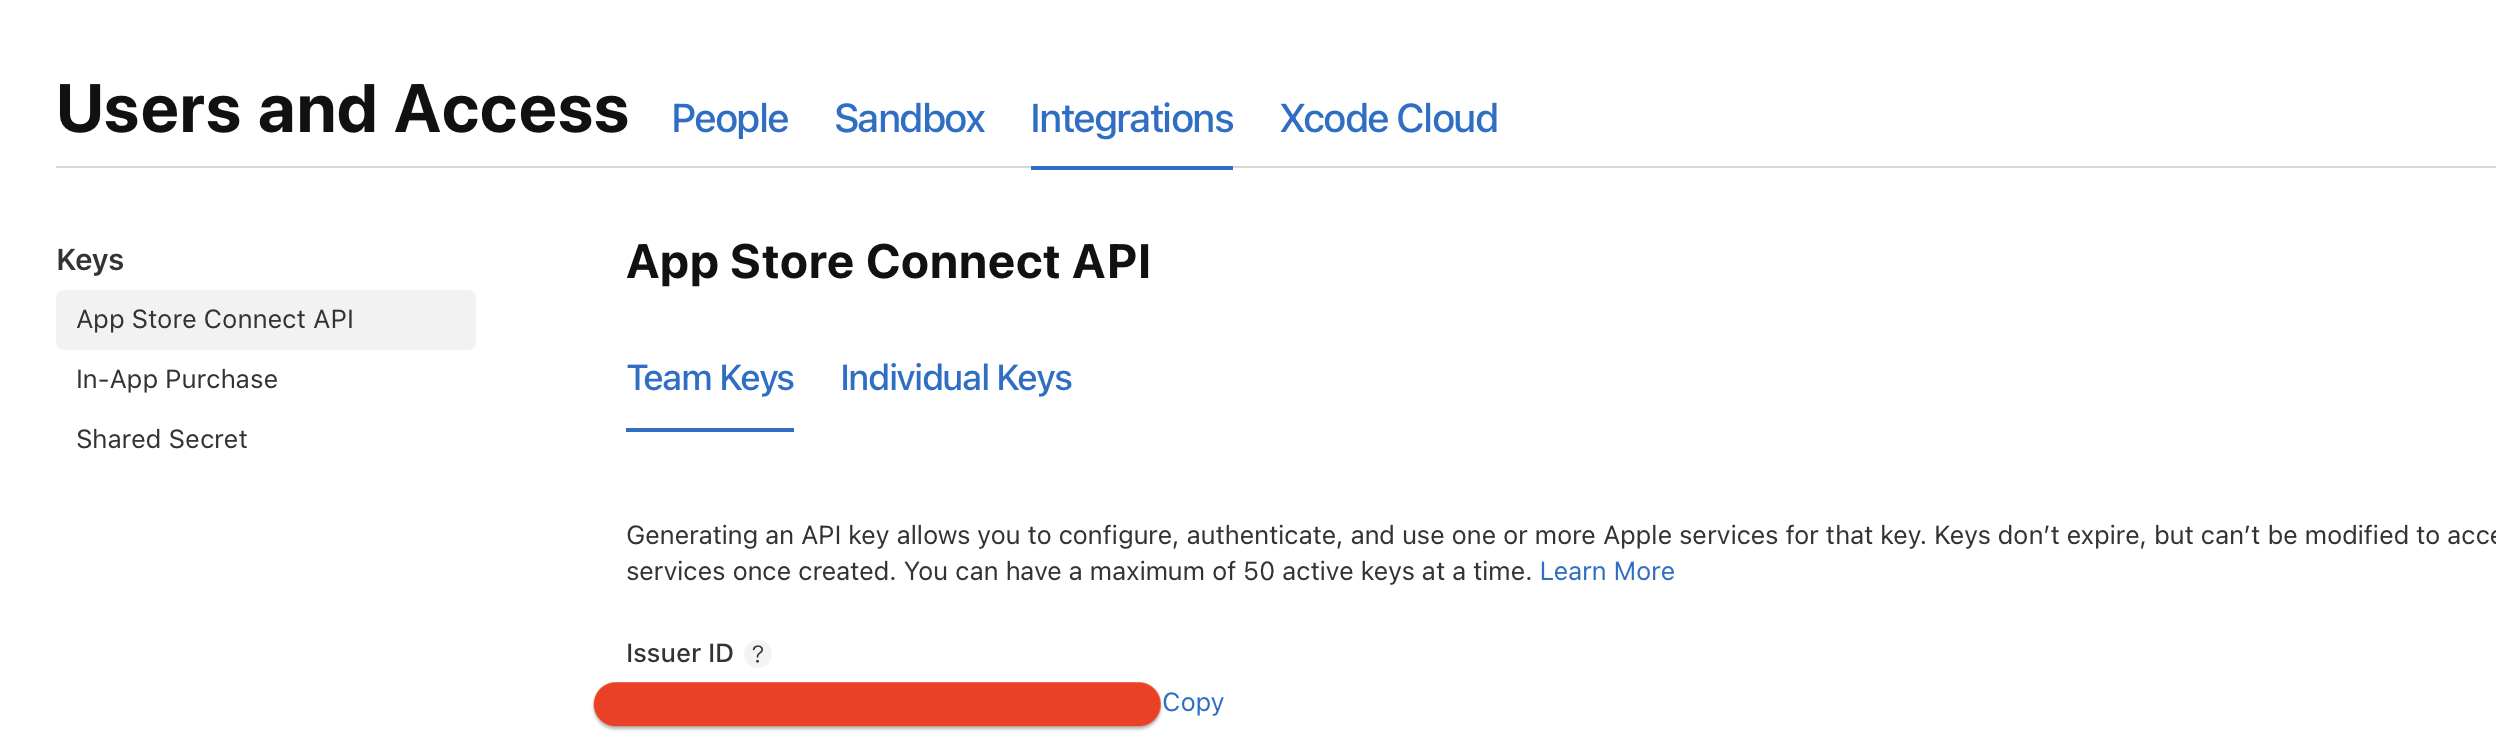 Users and Access People Sandbox Integrations Xcode Cloud
Keys
App Store Connect API
In-App Purchase
Shared Secret
App Store Connect API
Team Keys Individual Keys
Generating an API key allows you to configure, authenticate, and use one or more Apple services for that key. Keys don’t expire, but can’t be modified to
services once created. You can have a maximum of 50 active keys at a time. Learn More
Issuer ID ?
Copy